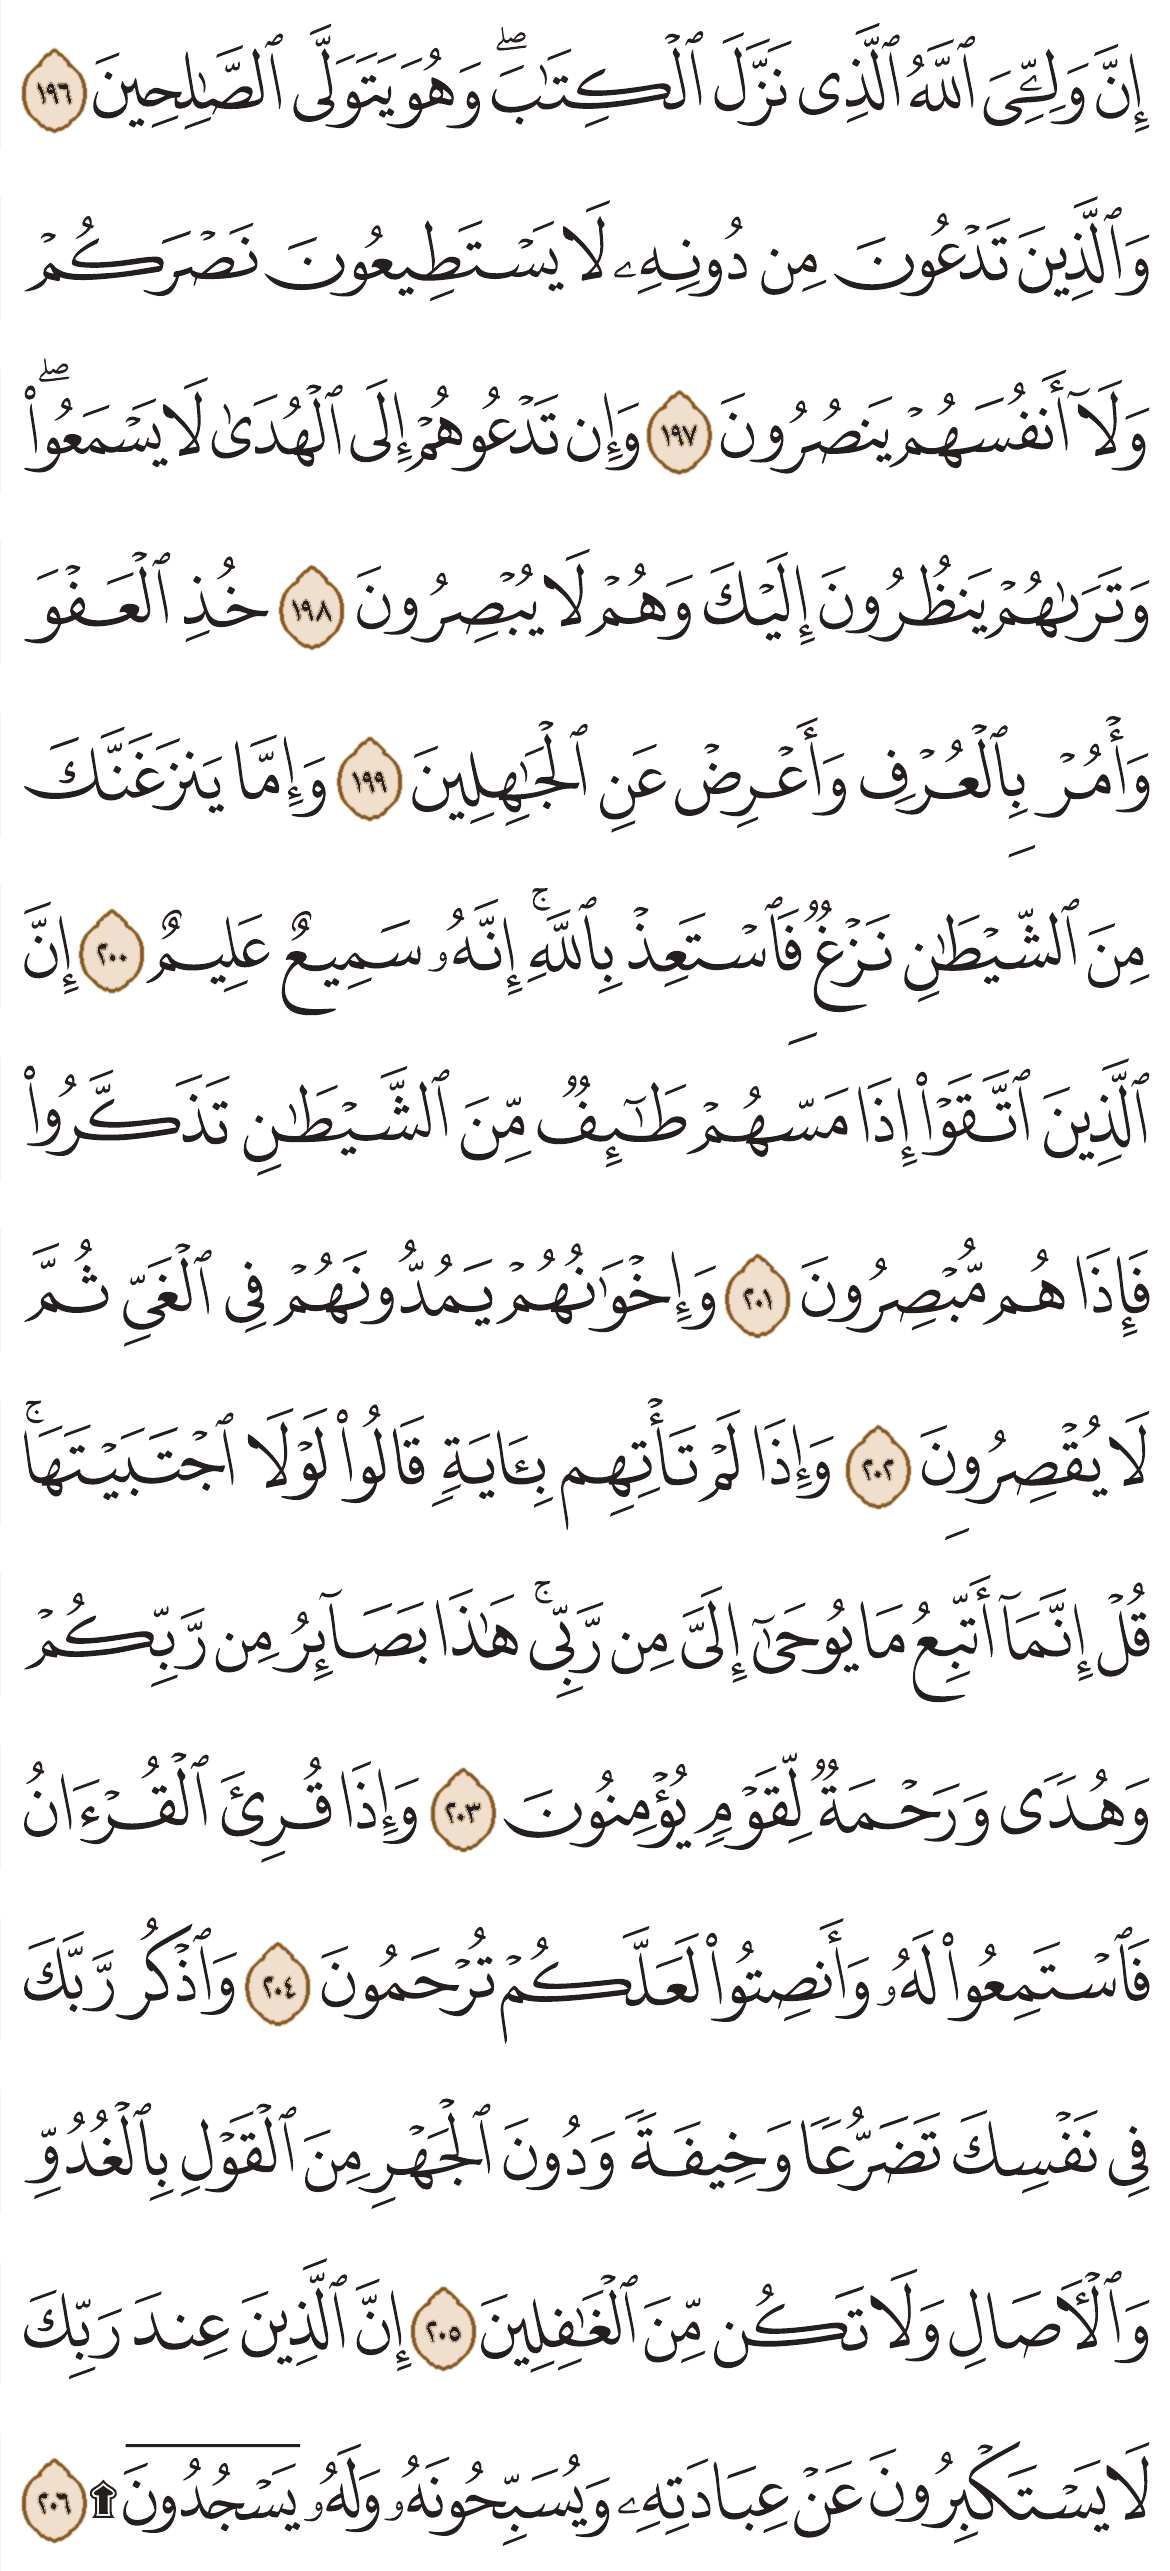 إِنَّ وَلِـِّۧىَ ٱللَّهُ ٱلَّذِى نَزَّلَ ٱلْكِتَـٰبَ ۖ وَهُوَ يَتَوَلَّى ٱلصَّـٰلِحِينَ ١٩٦
وَٱلَّذِينَ تَدْعُونَ مِن دُونِهِۦ لَا يَسْتَطِيعُونَ نَصْرَكُمْ
وَلَآ أَنفُسَهُمْ يَنصُرُونَ ١٩٧ وَإِن تَدْعُوهُمْ إِلَى ٱلْهُدَىٰ لَا يَسْمَعُوا۟ ۖ
وَتَرَىٰهُمْ يَنظُرُونَ إِلَيْكَ وَهُمْ لَا يُبْصِرُونَ ١٩٨ خُذِ ٱلْعَفْوَ
وَأْمُرْ بِٱلْعُرْفِ وَأَعْرِضْ عَنِ ٱلْجَـٰهِلِينَ ١٩٩ وَإِمَّا يَنزَغَنَّكَ
مِنَ ٱلشَّيْطَـٰنِ نَزْغٌ فَٱسْتَعِذْ بِٱللَّهِ ۚ إِنَّهُۥ سَمِيعٌ عَلِيمٌ ٢٠٠ إِنَّ
ٱلَّذِينَ ٱتَّقَوْا۟ إِذَا مَسَّهُمْ طَـٰٓئِفٌ مِّنَ ٱلشَّيْطَـٰنِ تَذَكَّرُوا۟
فَإِذَا هُم مُّبْصِرُونَ ٢٠١ وَإِخْوَٰنُهُمْ يَمُدُّونَهُمْ فِى ٱلْغَىِّ ثُمَّ
لَا يُقْصِرُونَ ٢٠٢ وَإِذَا لَمْ تَأْتِهِم بِـَٔايَةٍ قَالُوا۟ لَوْلَا ٱجْتَبَيْتَهَا ۚ
قُلْ إِنَّمَآ أَتَّبِعُ مَا يُوحَىٰٓ إِلَىَّ مِن رَّبِّى ۚ هَـٰذَا بَصَآئِرُ مِن رَّبِّكُمْ
وَهُدًى وَرَحْمَةٌ لِّقَوْمٍ يُؤْمِنُونَ ٢٠٣ وَإِذَا قُرِئَ ٱلْقُرْءَانُ
فَٱسْتَمِعُوا۟ لَهُۥ وَأَنصِتُوا۟ لَعَلَّكُمْ تُرْحَمُونَ ٢٠٤ وَٱذْكُر رَّبَّكَ
فِى نَفْسِكَ تَضَرُّعًا وَخِيفَةً وَدُونَ ٱلْجَهْرِ مِنَ ٱلْقَوْلِ بِٱلْغُدُوِّ
وَٱلْـَٔاصَالِ وَلَا تَكُن مِّنَ ٱلْغَـٰفِلِينَ ٢٠٥ إِنَّ ٱلَّذِينَ عِندَ رَبِّكَ
لَا يَسْتَكْبِرُونَ عَنْ عِبَادَتِهِۦ وَيُسَبِّحُونَهُۥ وَلَهُۥ يَسْجُدُونَ ۩ ٢٠٦